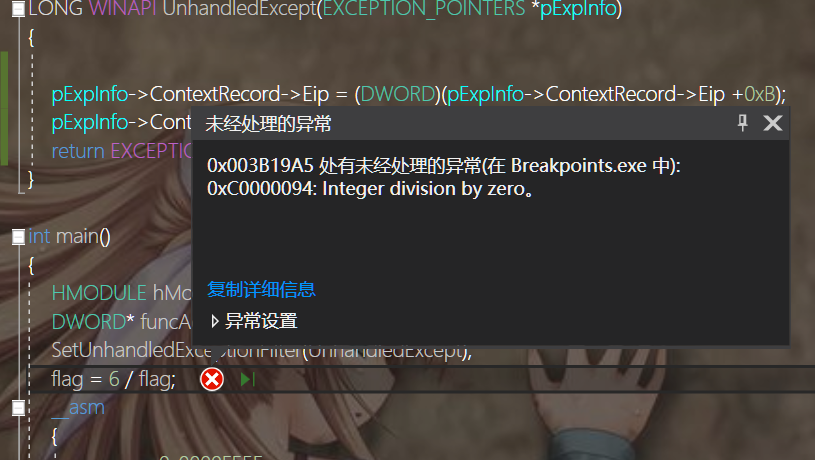 LONG WINAPI UnhandledExcept(EXCEPTION_POINTERS *pExpInfo)
{
pExpInfo->ContextRecord->Eip = (DWORD)(pExpInfo->ContextRecord->Eip +0xB);
pExpInfo->Cont
return EXCEPTIO
}
未经处理的异常
0x003B19A5 处有未经处理的异常(在 Breakpoints.exe 中):
0xC0000094: Integer division by zero。
复制详细信息
异常设置
int main()
{
HMODULE hMo
DWORD* funcA
SetUnhandledExceptionFilter(UnhandledExcept);
flag = 6 / flag;
__asm
{